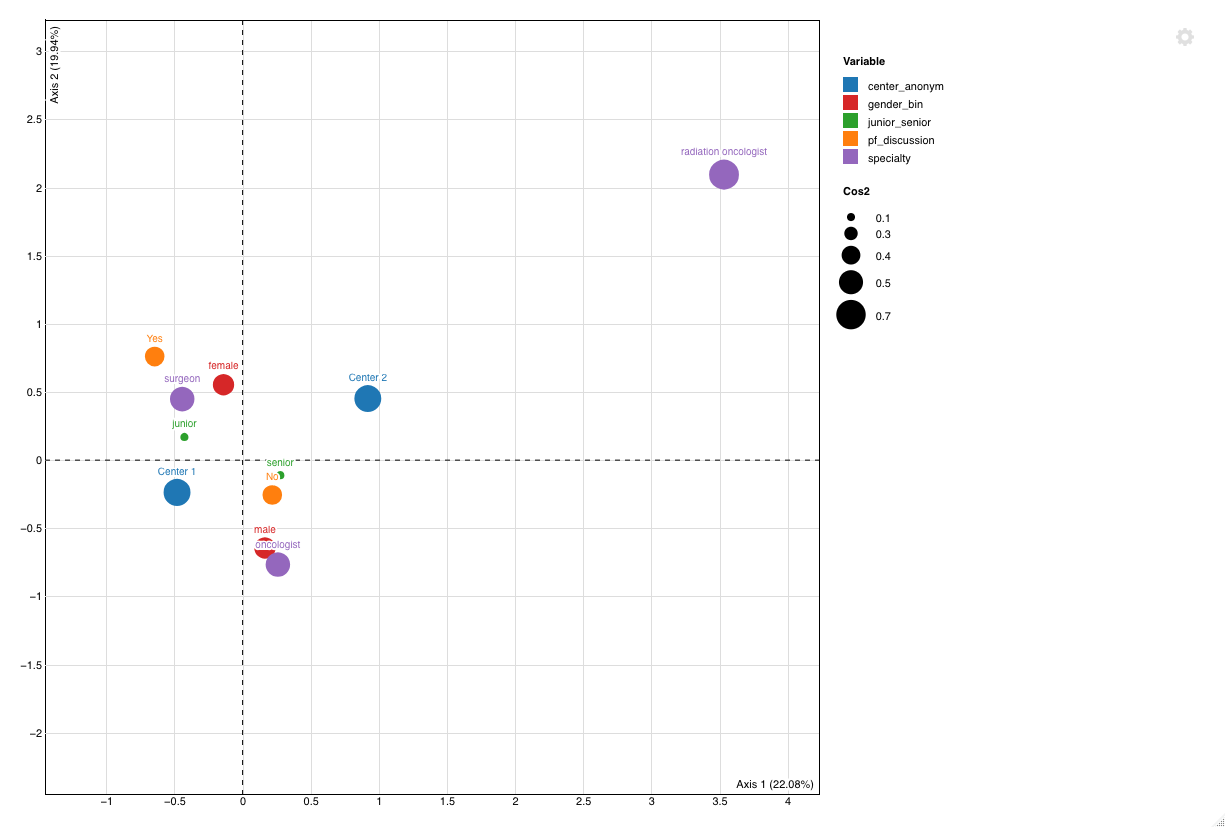 Axis 2 (19.94%)
3
2.5
2
1.5
1
0.5
0
−0.5
−1
−1.5
−2
radiation oncologist
Yes
female
surgeon
Center 2
junior
senior
Center 1
No
male
oncologist
Axis 1 (22.08%)
−1
−0.5
0
0.5
1
1.5
2
2.5
3
3.5
4
Variable
center_anonym
gender_bin
junior_senior
pf_discussion
specialty
Cos2
0.1
0.3
0.4
0.5
0.7